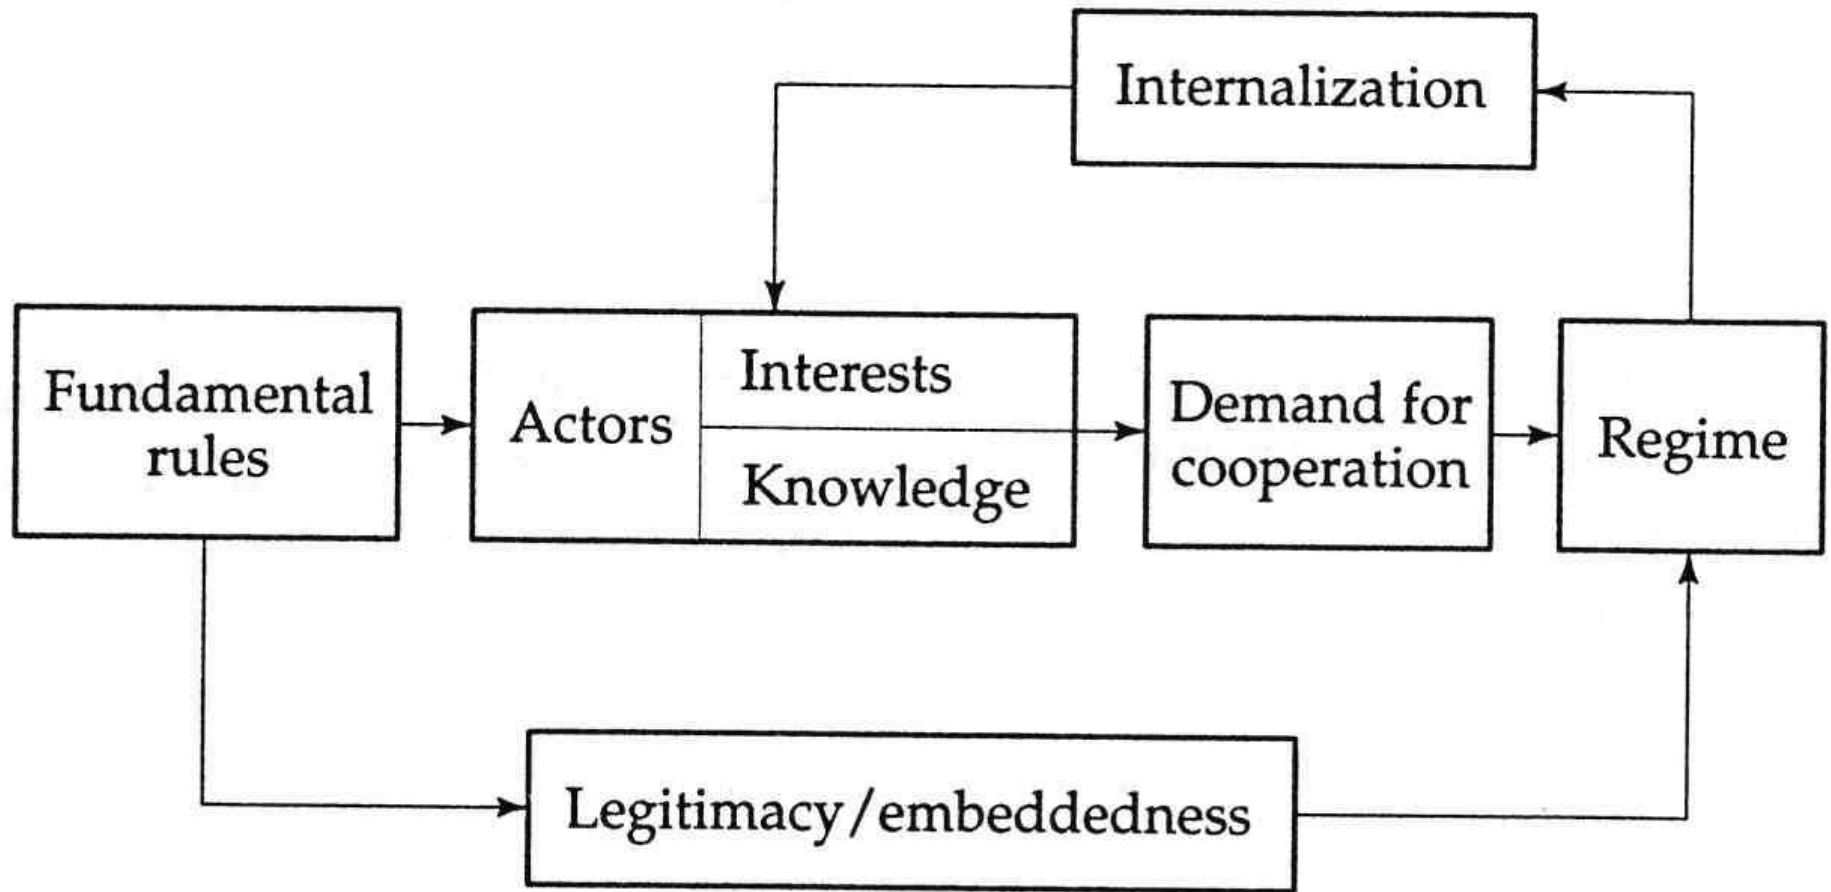 Internalization
Fundamental
rules
Actors
Interests
Knowledge
Demand for
cooperation
Regime
Legitimacy/embeddedness